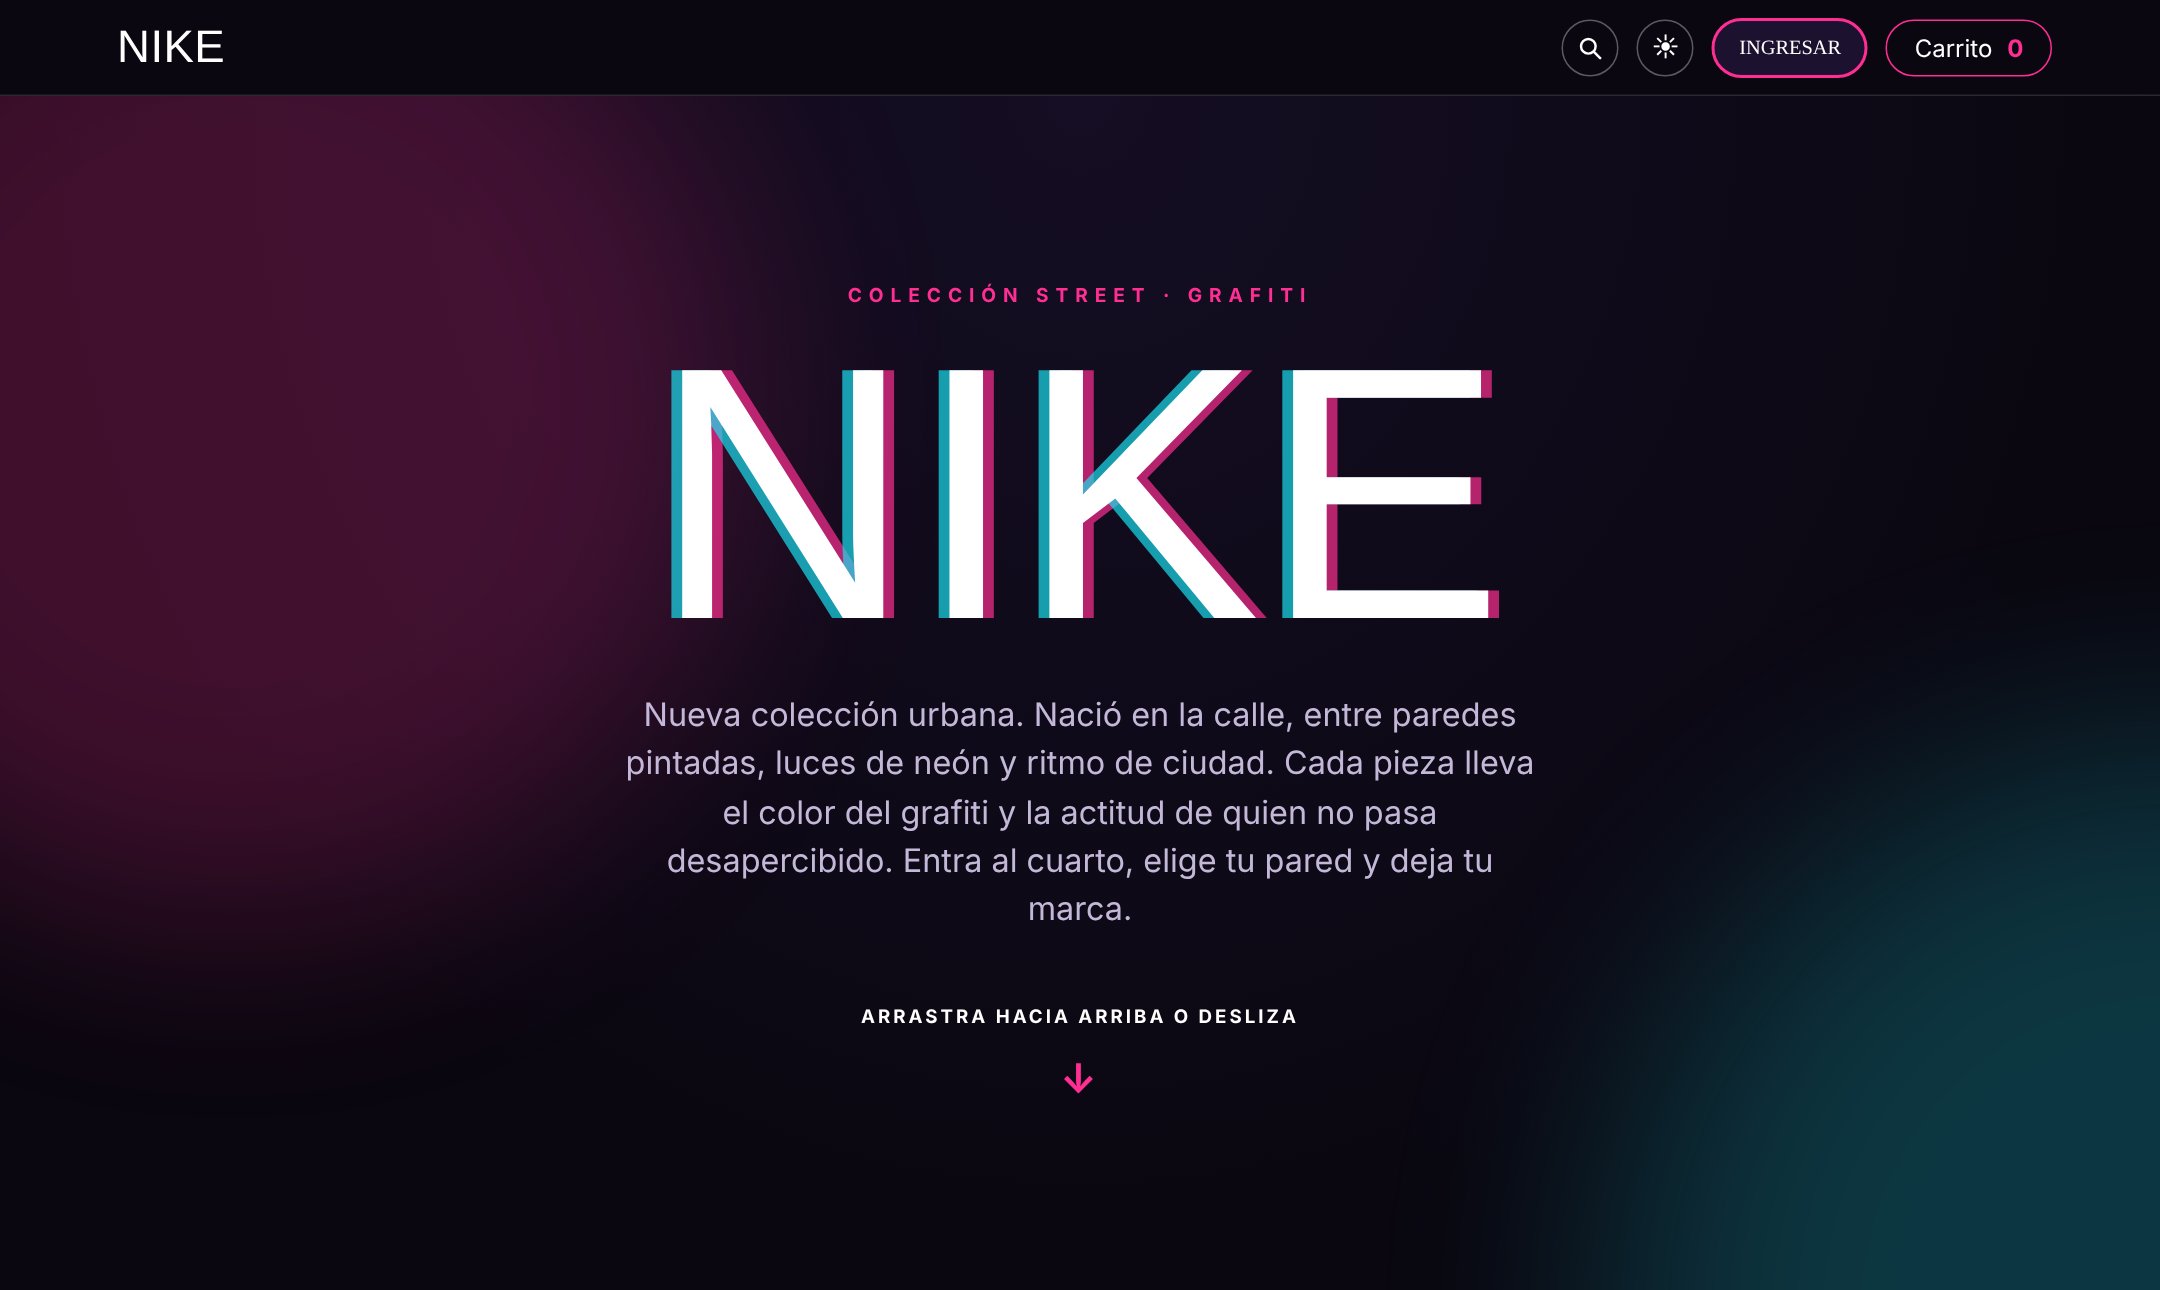 NIKE
INGRESAR
Carrito 0
COLECCIÓN STREET · GRAFITI
NIKE
Nueva colección urbana. Nació en la calle, entre paredes
pintadas, luces de neón y ritmo de ciudad. Cada pieza lleva
el color del grafiti y la actitud de quien no pasa
desapercibido. Entra al cuarto, elige tu pared y deja tu
marca.
ARRASTRA HACIA ARRIBA O DESLIZA